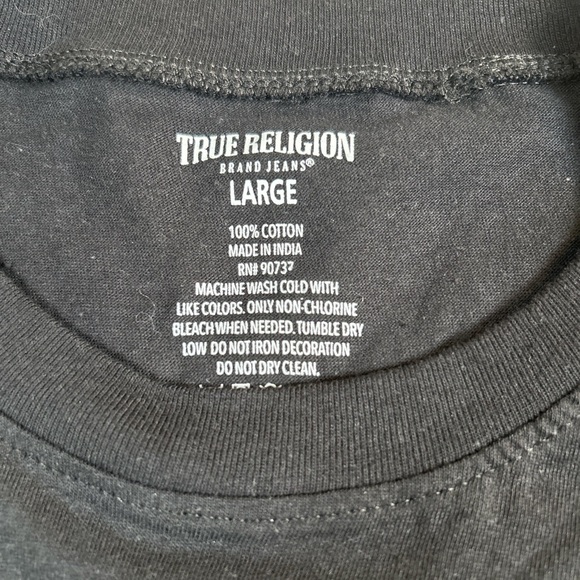 TRUE RELIGION
BRAND JEANS®
LARGE
100% COTTON
MADE IN INDIA
RN# 90737
MACHINE WASH COLD WITH
LIKE COLORS. ONLY NON-CHLORINE
BLEACH WHEN NEEDED. TUMBLE DRY
LOW DO NOT IRON DECORATION
DO NOT DRY CLEAN.